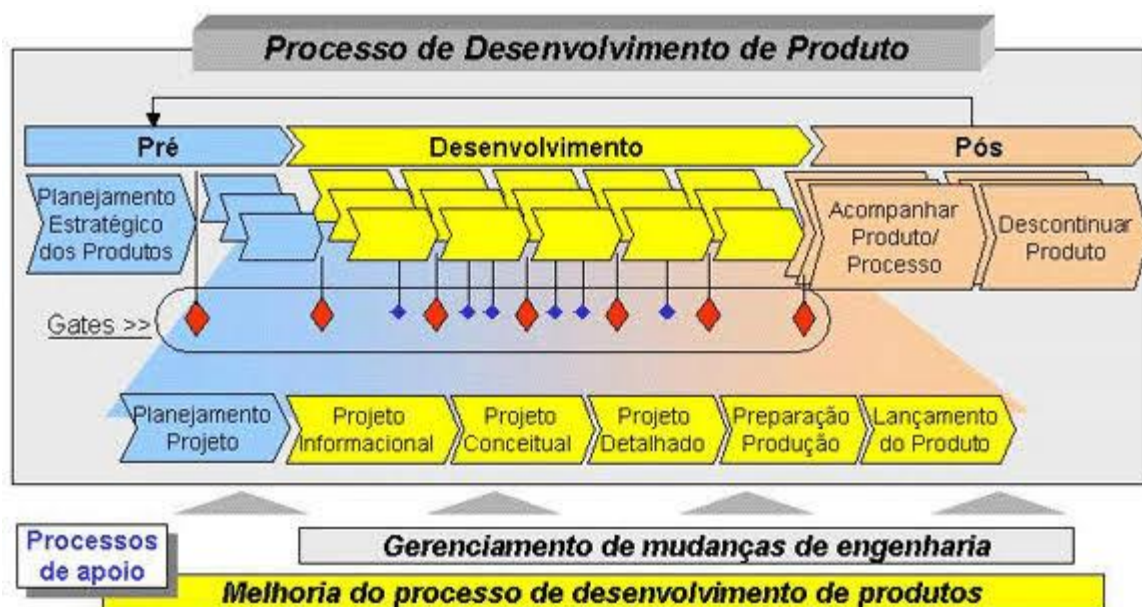 Processo de Desenvolvimento de Produto
Pré
Desenvolvimento
Pós
Planejamento
Estratégico
dos Produtos
Acompanhar
Produto/
Processo
Descontinuar
Produto
Gates >>
Planejamento
Projeto
Projeto
Informacional
Projeto
Conceitual
Projeto
Detalhado
Preparação
Produção
Lançamento
do Produto
Processos
de apoio
Gerenciamento de mudanças de engenharia
Melhoria do processo de desenvolvimento de produtos